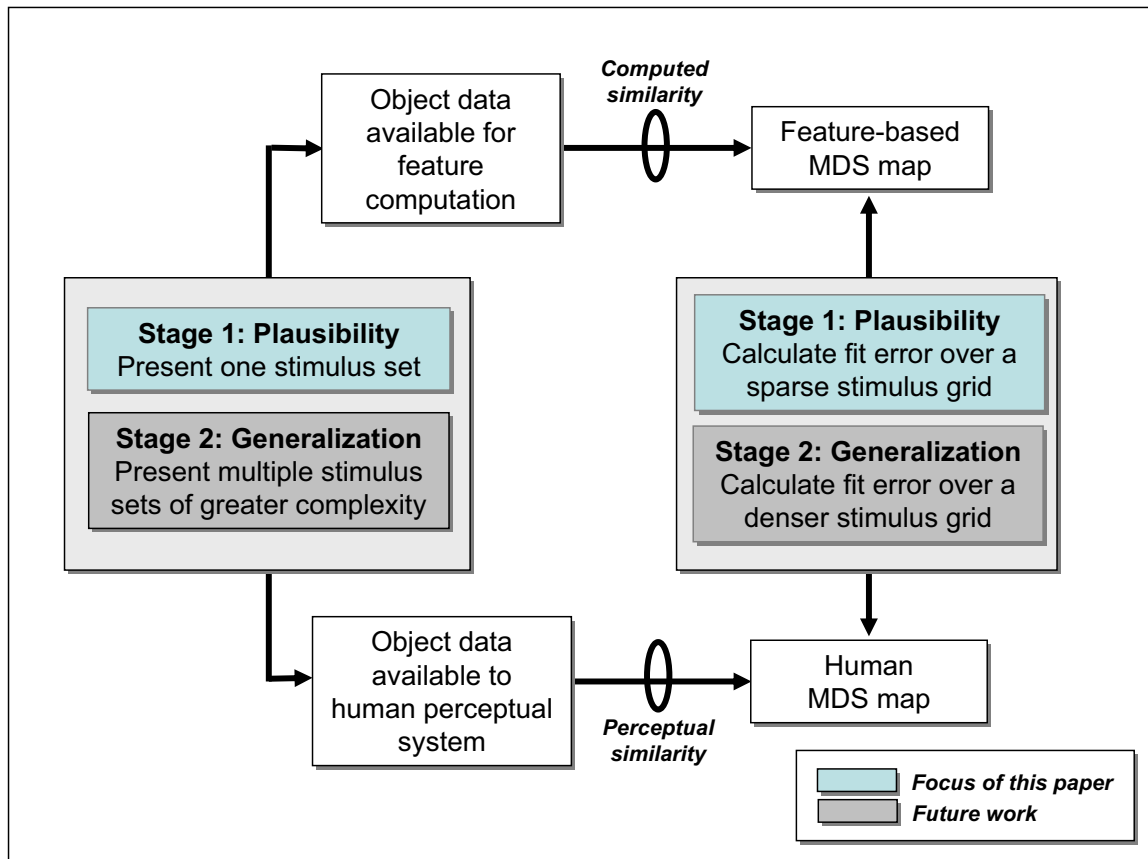 Object data
available for
feature
computation
Computed
similarity
Feature-based
MDS map
Stage 1: Plausibility
Present one stimulus set
Stage 2: Generalization
Present multiple stimulus
sets of greater complexity
Stage 1: Plausibility
Calculate fit error over a
sparse stimulus grid
Stage 2: Generalization
Calculate fit error over a
denser stimulus grid
Object data
available to
human perceptual
system
Perceptual
similarity
Human
MDS map
Focus of this paper
Future work